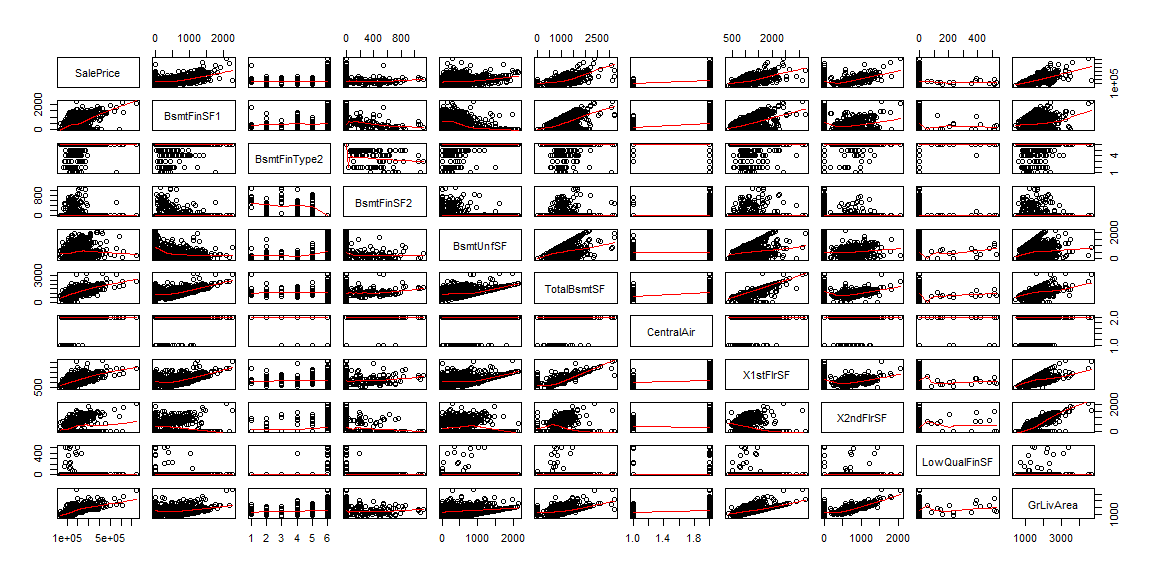 0 1000 2000
0 400 800
0 1000 2500
500 2000
0 200 400
SalePrice
1e+05
0 2000
BsmtFinSF1
BsmtFinType2
1 4
0 800
BsmtFinSF2
BsmtUnfSF
0 2000
0 3000
TotalBsmtSF
CentralAir
1.0 2.0
500
X1stFlrSF
X2ndFlrSF
0 2000
0 400
LowQualFinSF
GrLivArea
1000
1e+05 5e+05
1 2 3 4 5 6
0 1000 2000
1.0 1.4 1.8
0 1000 2000
1000 3000